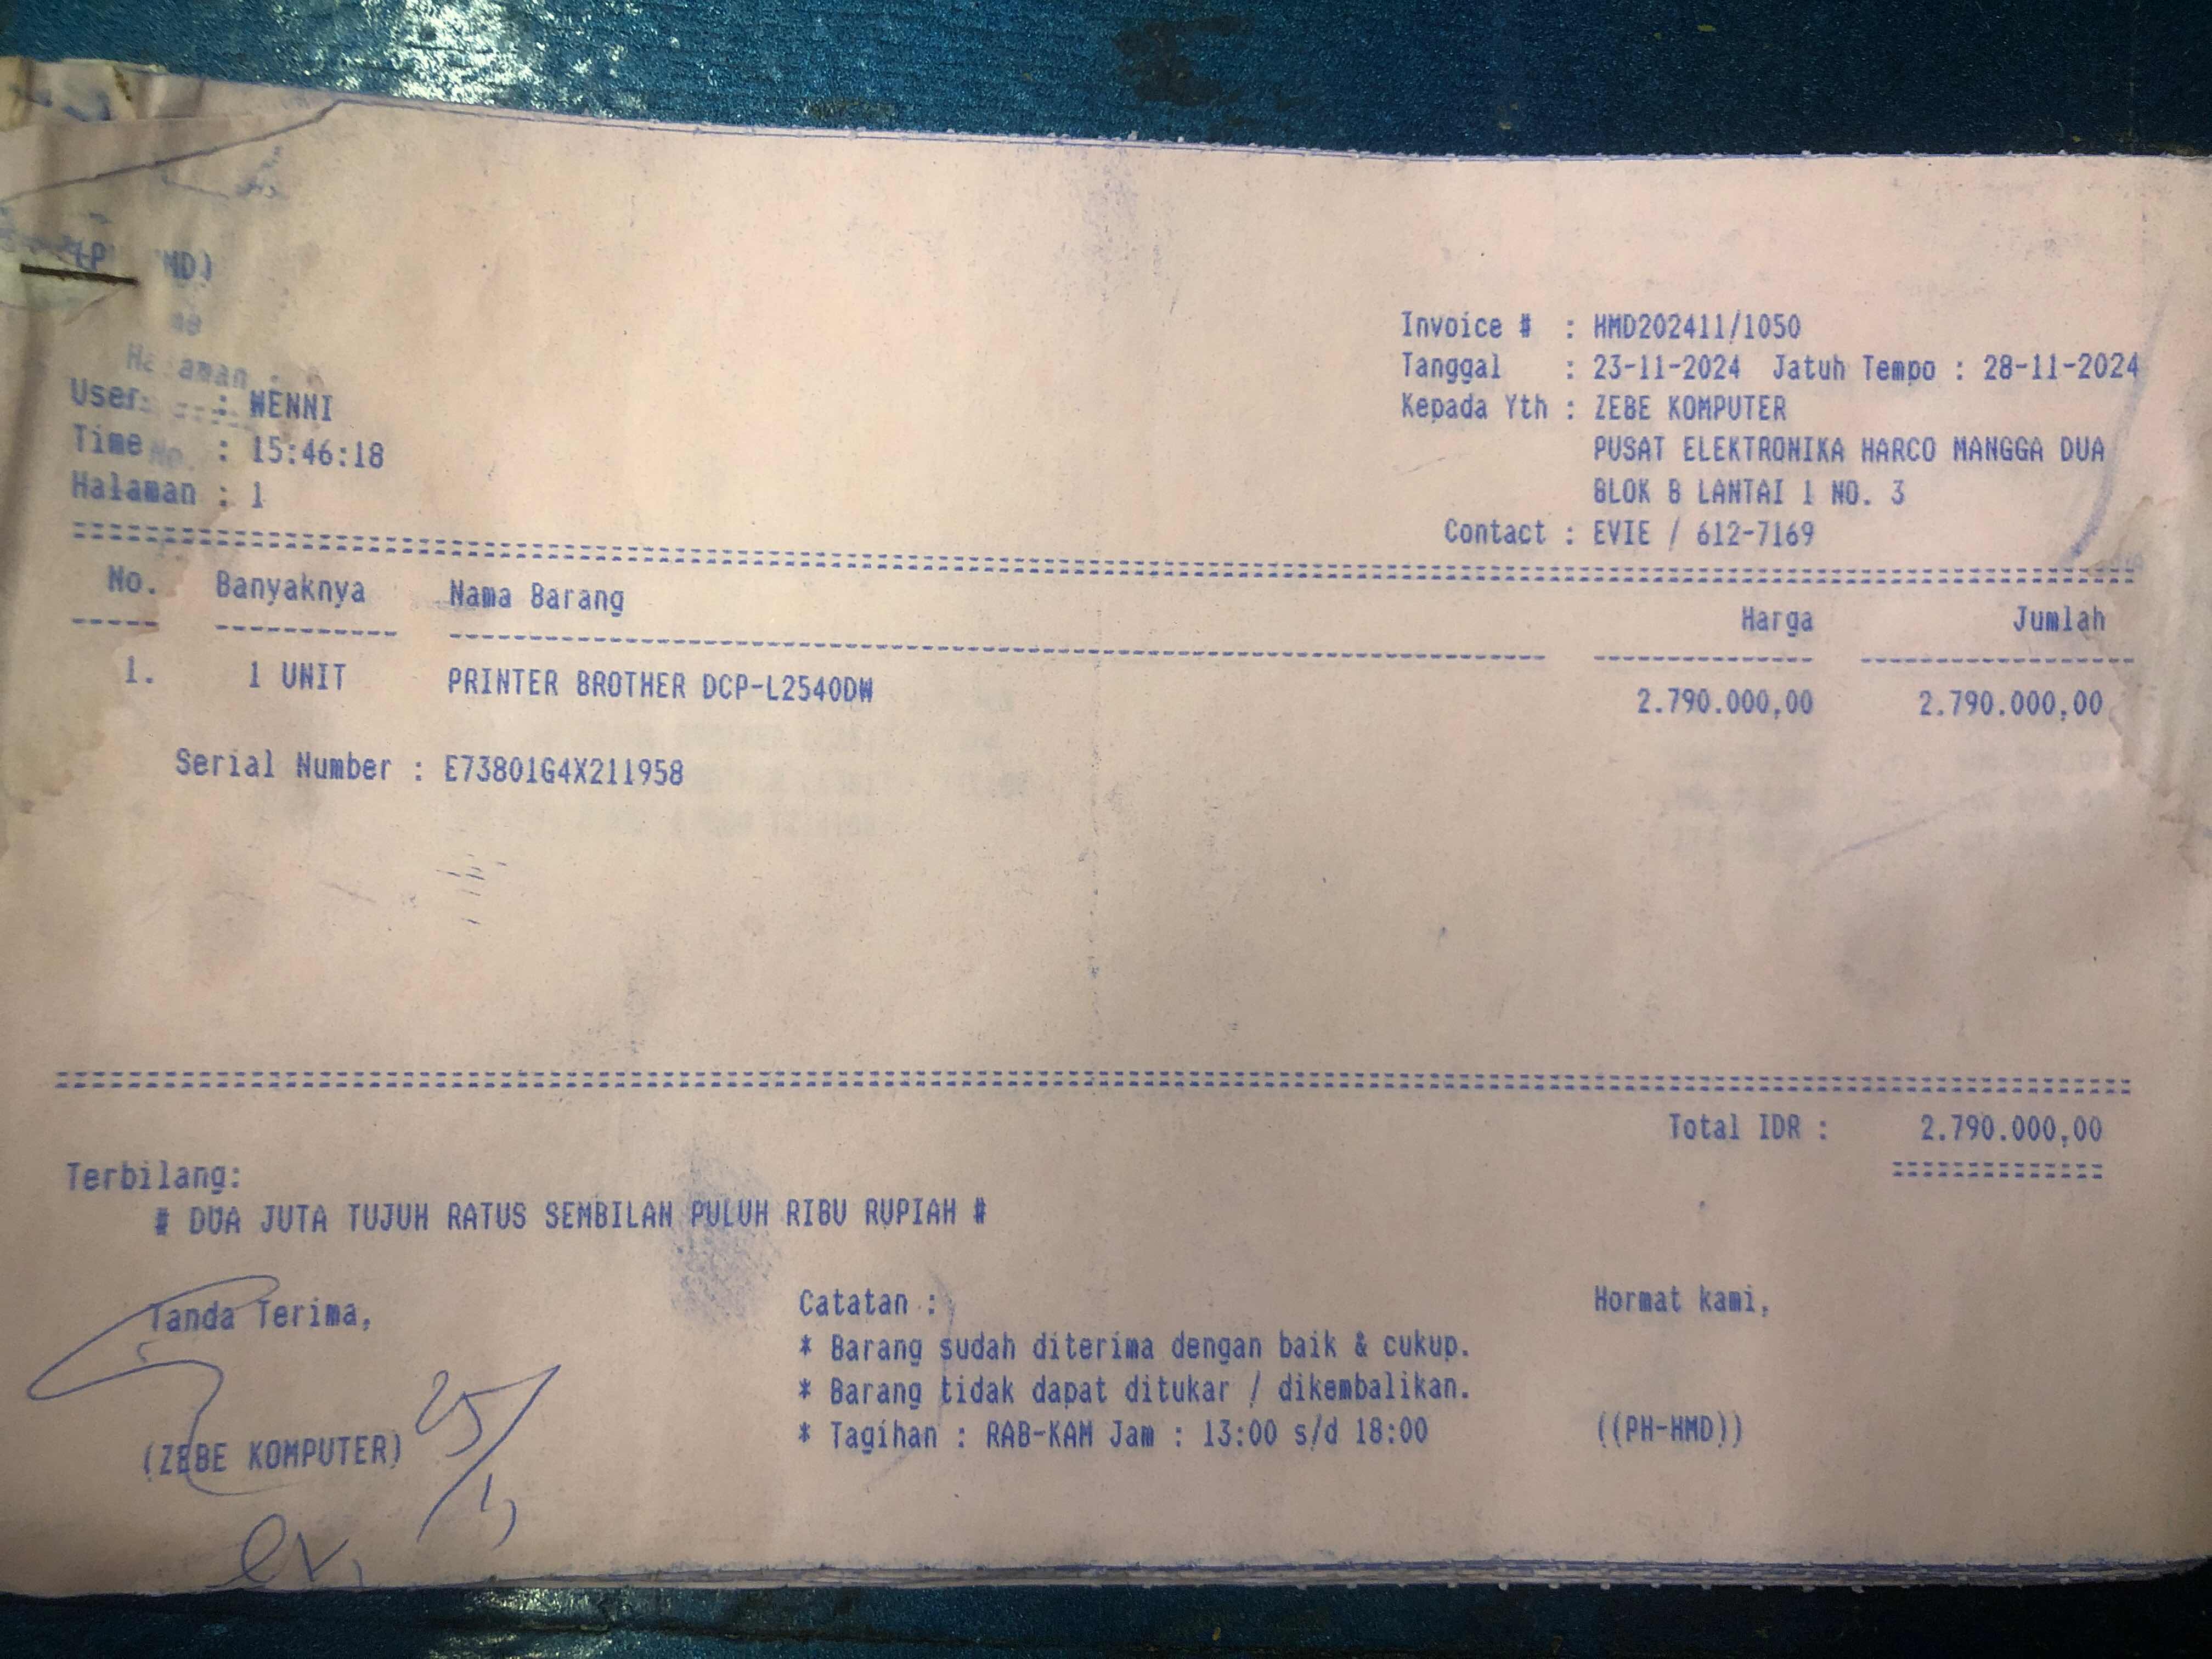 Invoice # : HMD202411/1050
Tanggal : 23-11-2024 Jatuh Tempo : 28-11-2024
Kepada Yth : ZEBE KOMPUTER
PUSAT ELEKTRONIKA HARCO MANGGA DUA
BLOK B LANTAI 1 NO. 3
Contact : EVIE / 612-7169
User : WENNI
Time : 15:46:18
Halaman : 1
No. Banyaknya Nama Barang Harga Jumlah
1. 1 UNIT PRINTER BROTHER DCP-L2540DW 2.790.000,00 2.790.000,00
Serial Number : E73801G4X211958
Total IDR : 2.790.000,00
Terbilang:
# DUA JUTA TUJUH RATUS SEMBILAN PULUH RIBU RUPIAH #
Tanda Terima,
(ZEBE KOMPUTER)
25/11
Catatan :
* Barang sudah diterima dengan baik & cukup.
* Barang tidak dapat ditukar / dikembalikan.
* Tagihan : RAB-KAM Jam : 13:00 s/d 18:00
Hormat kami,
((PH-HMD))